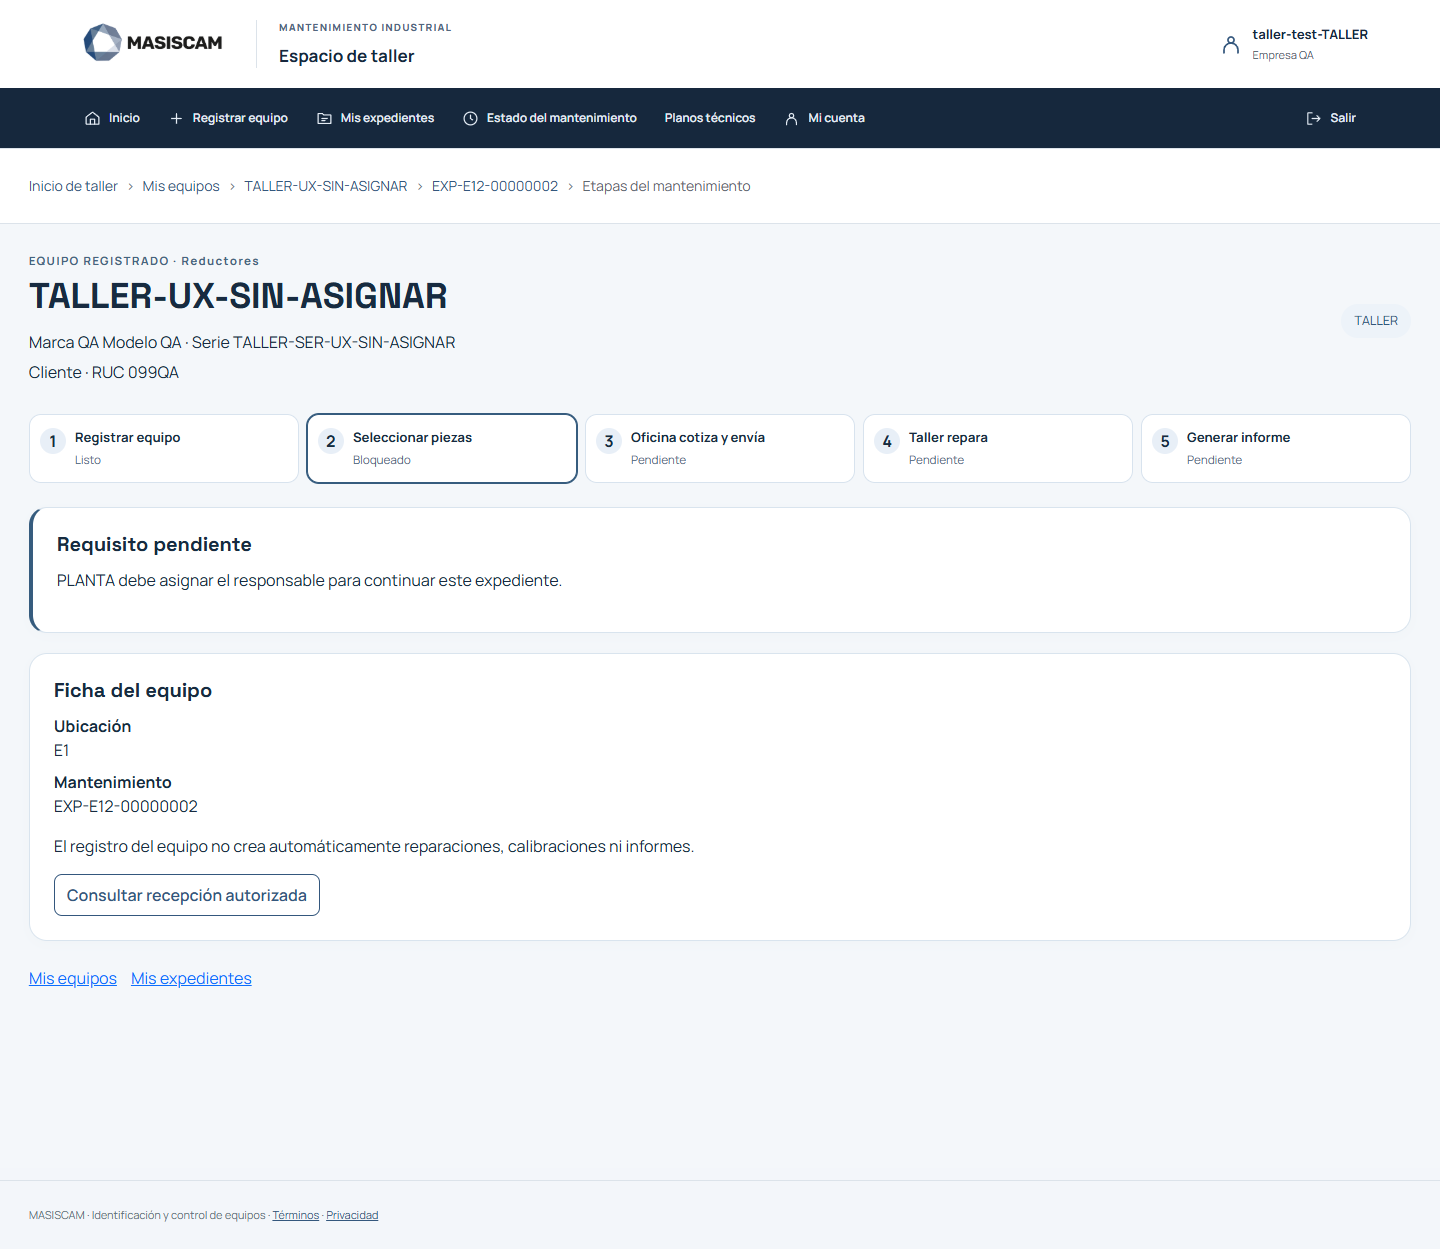 MASISCAM
MANTENIMIENTO INDUSTRIAL
Espacio de taller
taller-test-TALLER
Empresa QA
Inicio
Registrar equipo
Mis expedientes
Estado del mantenimiento
Planos técnicos
Mi cuenta
Salir
Inicio de taller › Mis equipos › TALLER-UX-SIN-ASIGNAR › EXP-E12-00000002 › Etapas del mantenimiento
EQUIPO REGISTRADO · Reductores
TALLER-UX-SIN-ASIGNAR
Marca QA Modelo QA · Serie TALLER-SER-UX-SIN-ASIGNAR
Cliente · RUC 099QA
TALLER
1 Registrar equipo
Listo
2 Seleccionar piezas
Bloqueado
3 Oficina cotiza y envía
Pendiente
4 Taller repara
Pendiente
5 Generar informe
Pendiente
Requisito pendiente
PLANTA debe asignar el responsable para continuar este expediente.
Ficha del equipo
Ubicación
E1
Mantenimiento
EXP-E12-00000002
El registro del equipo no crea automáticamente reparaciones, calibraciones ni informes.
Consultar recepción autorizada
Mis equipos Mis expedientes
MASISCAM · Identificación y control de equipos · Términos · Privacidad